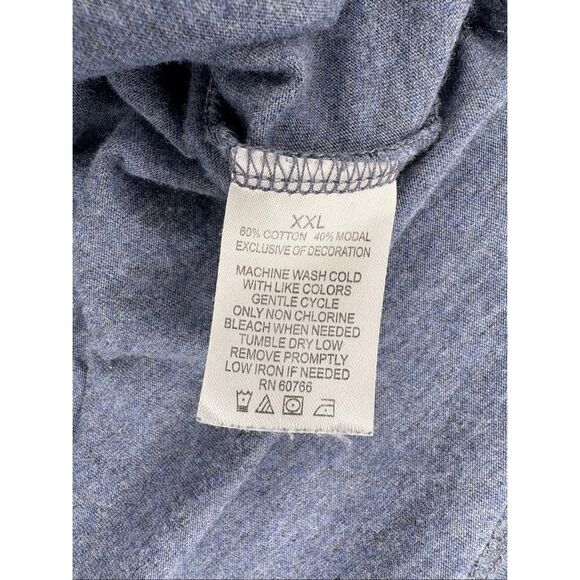 XXL
60% COTTON 40% MODAL
EXCLUSIVE OF DECORATION
MACHINE WASH COLD
WITH LIKE COLORS
GENTLE CYCLE
ONLY NON CHLORINE
BLEACH WHEN NEEDED
TUMBLE DRY LOW
REMOVE PROMPTLY
LOW IRON IF NEEDED
RN 60766